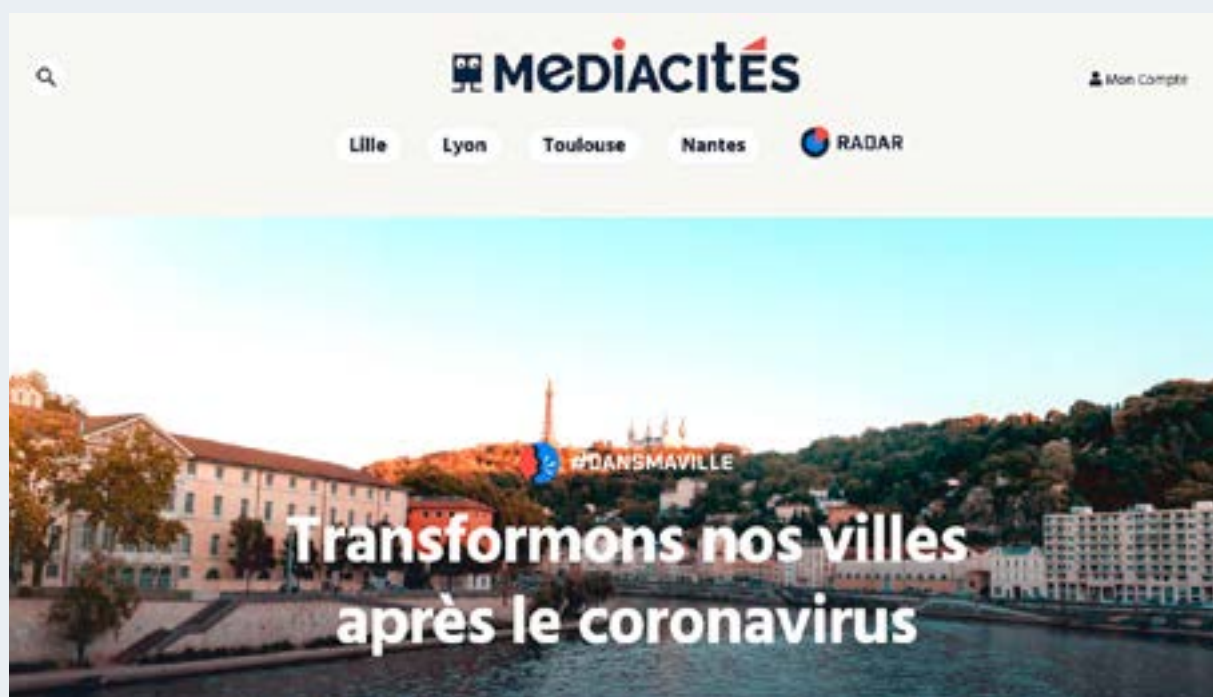 MEDIACITÉS
Mon Compte
Lille Lyon Toulouse Nantes RADAR
#DANSMAVILLE
Transformons nos villes
après le coronavirus